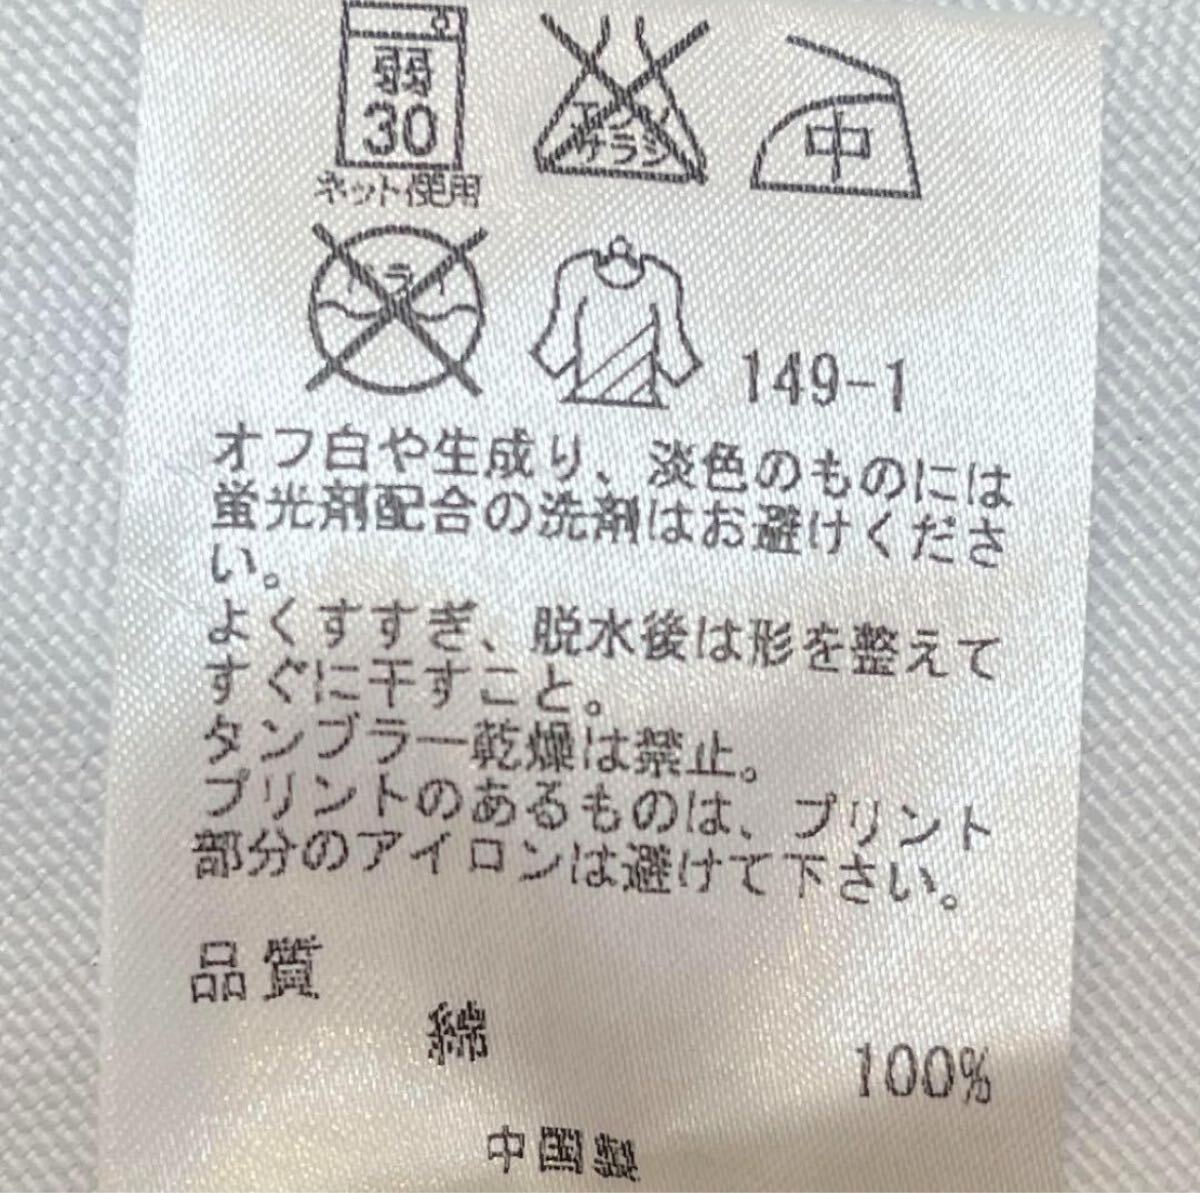 弱
30
ネット使用
エンソ
サラシ
中
149-1
オフ白や生成り、淡色のものには
蛍光剤配合の洗剤はお避けくださ
い。
よくすすぎ、脱水後は形を整えて
すぐに干すこと。
タンブラー乾燥は禁止。
プリントのあるものは、プリント
部分のアイロンは避けて下さい。
品質
綿 100%
中国製